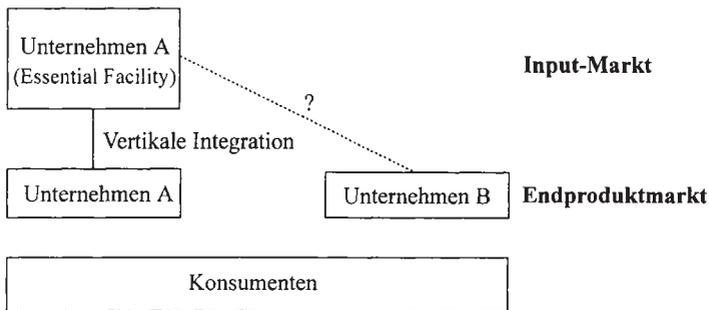 Unternehmen A
(Essential Facility)
Input-Markt
?
Vertikale Integration
Unternehmen A
Unternehmen B
Endproduktmarkt
Konsumenten